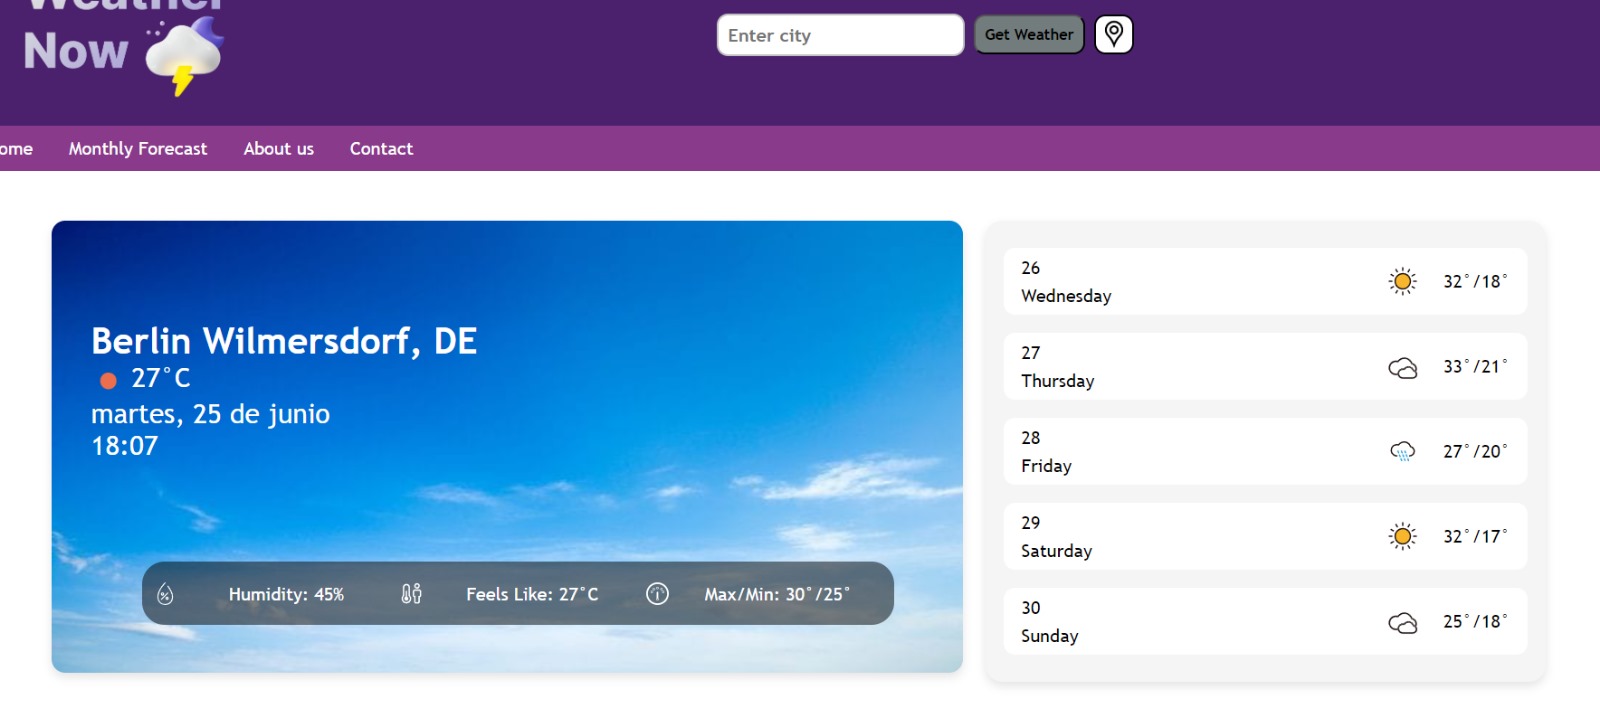 Weather
Now
Enter city
Get Weather
ome
Monthly Forecast
About us
Contact
Berlin Wilmersdorf, DE
27°C
martes, 25 de junio
18:07
Humidity: 45%
Feels Like: 27°C
Max/Min: 30°/25°
26
Wednesday
32°/18°
27
Thursday
33°/21°
28
Friday
27°/20°
29
Saturday
32°/17°
30
Sunday
25°/18°